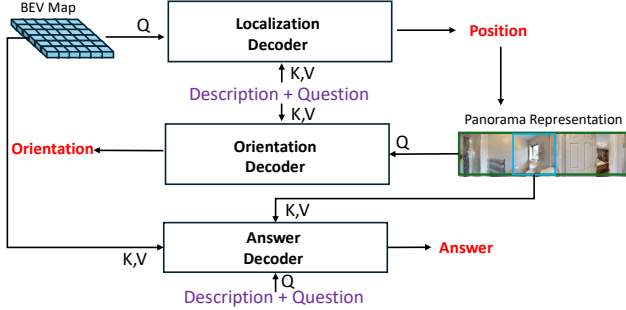 BEV Map
Q
Localization
Decoder
Position
K,V
Description + Question
K,V
Panorama Representation
Orientation
Orientation
Decoder
Q
K,V
Answer
Decoder
K,V
Answer
Q
Description + Question